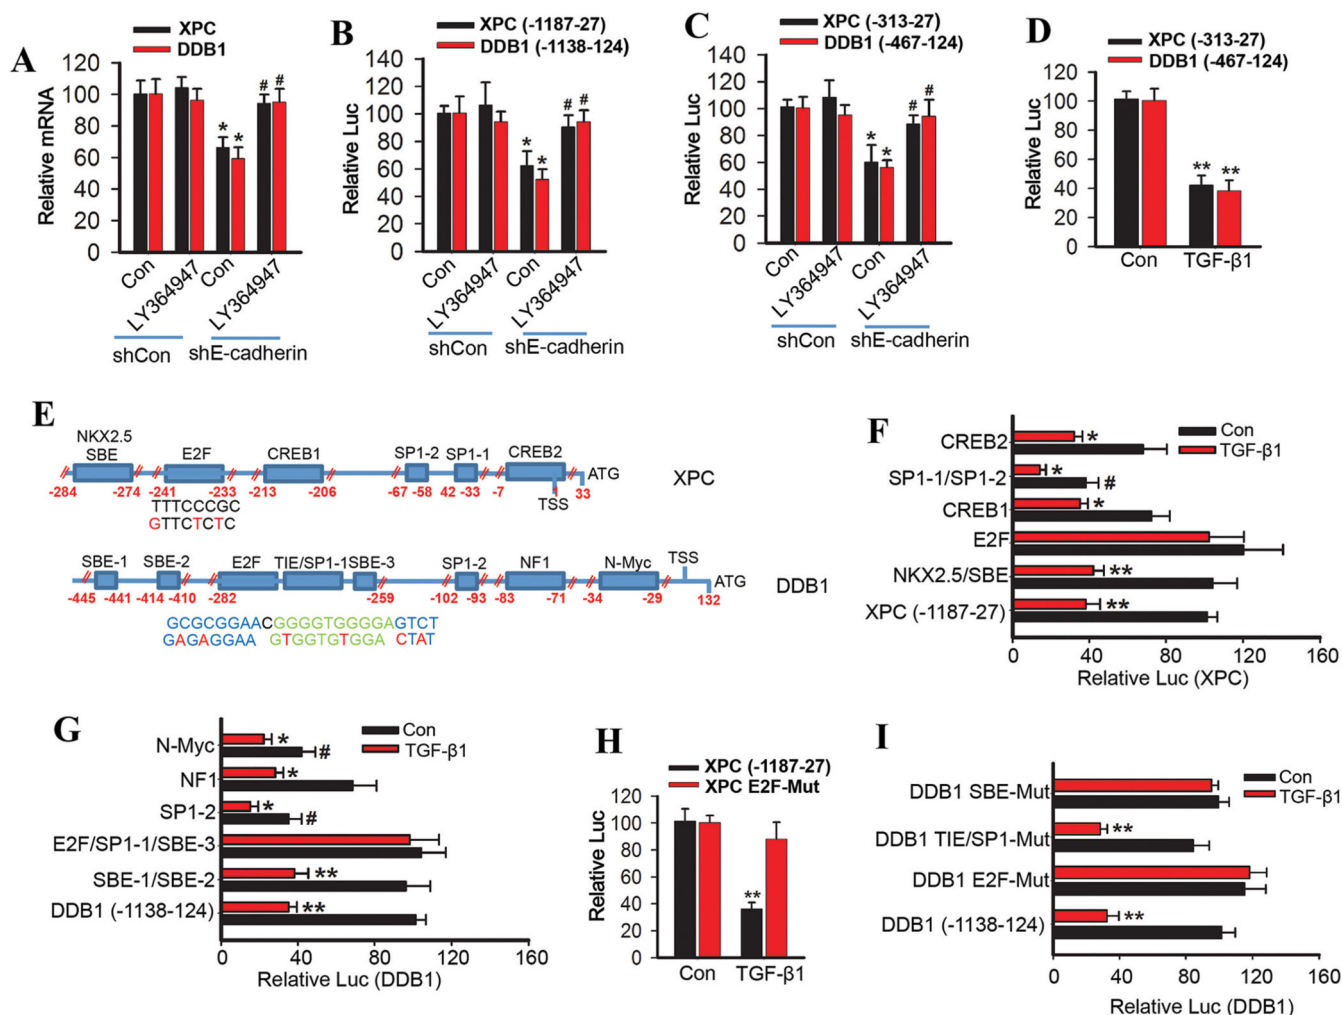 A
XPC
DDB1
Relative mRNA
120
100
80
60
40
20
0
* *
# #
Con
LY364947
Con
LY364947
shCon
shE-cadherin
B
XPC (-1187-27)
DDB1 (-1138-124)
Relative Luc
140
120
100
80
60
40
20
0
* *
# #
Con
LY364947
Con
LY364947
shCon
shE-cadherin
C
XPC (-313-27)
DDB1 (-467-124)
Relative Luc
140
120
100
80
60
40
20
0
* *
# #
Con
LY364947
Con
LY364947
shCon
shE-cadherin
D
XPC (-313-27)
DDB1 (-467-124)
Relative Luc
120
100
80
60
40
20
0
** **
Con
TGF-β1
E
NKX2.5
SBE E2F CREB1 SP1-2 SP1-1 CREB2
ATG
XPC
-284 -274 -241 -233 -213 -206 -67 -58 42 -33 -7 1 33
TSS
TTTCCCGC
GTTCTCTC
SBE-1 SBE-2 E2F TIE/SP1-1 SBE-3 SP1-2 NF1 N-Myc TSS
ATG
DDB1
-445 -441 -414 -410 -282 -259 -102 -93 -83 -71 -34 -29 132
GCGCGGAACGGGGTGGGGAGTCT
GAGAGGAA GTGGTGTGGA CTAT
F
Con
TGF-β1
CREB2 *
SP1-1/SP1-2 * #
CREB1 *
E2F
NKX2.5/SBE **
XPC (-1187-27) **
0 40 80 120 160
Relative Luc (XPC)
G
Con
TGF-β1
N-Myc * #
NF1 *
SP1-2 * #
E2F/SP1-1/SBE-3
SBE-1/SBE-2 **
DDB1 (-1138-124) **
0 40 80 120 160
Relative Luc (DDB1)
H
XPC (-1187-27)
XPC E2F-Mut
Relative Luc
120
100
80
60
40
20
0
**
Con
TGF-β1
I
Con
TGF-β1
DDB1 SBE-Mut
DDB1 TIE/SP1-Mut **
DDB1 E2F-Mut
DDB1 (-1138-124) **
0 40 80 120 160
Relative Luc (DDB1)